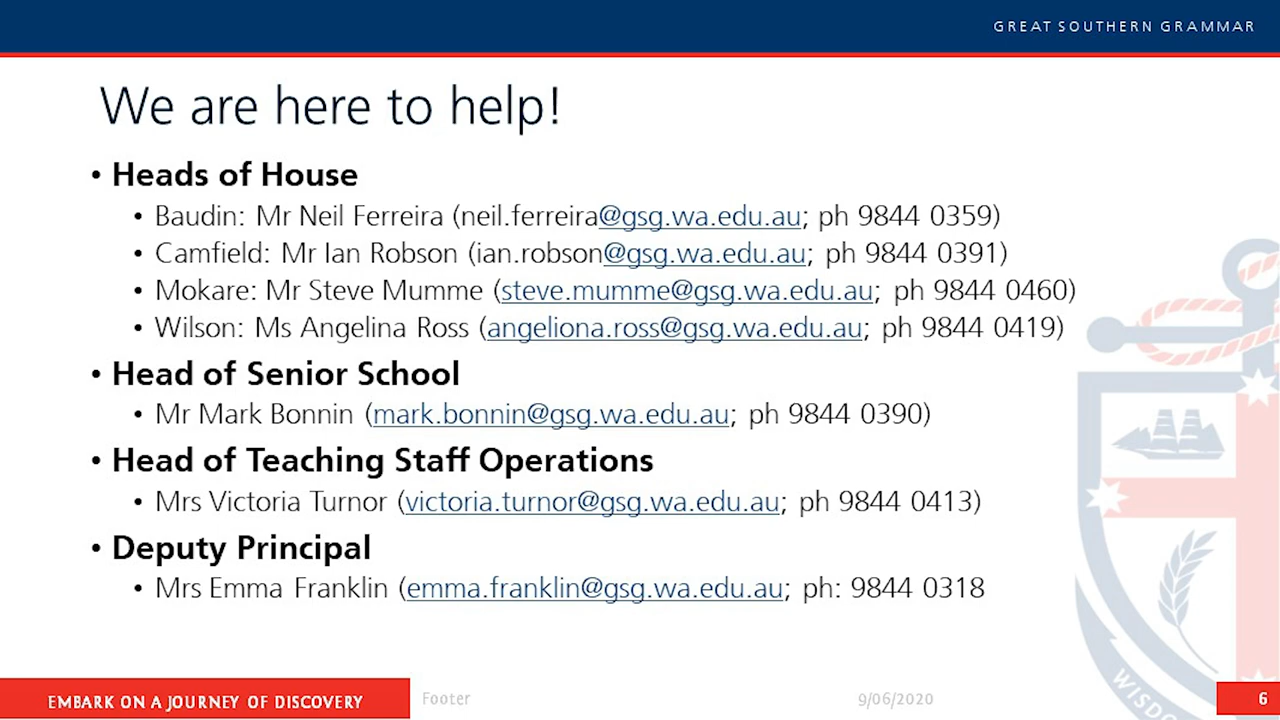 GREAT SOUTHERN GRAMMAR
We are here to help!
• Heads of House
• Baudin: Mr Neil Ferreira (neil.ferreira@gsg.wa.edu.au; ph 9844 0359)
• Camfield: Mr Ian Robson (ian.robson@gsg.wa.edu.au; ph 9844 0391)
• Mokare: Mr Steve Mumme (steve.mumme@gsg.wa.edu.au; ph 9844 0460)
• Wilson: Ms Angelina Ross (angeliona.ross@gsg.wa.edu.au; ph 9844 0419)
• Head of Senior School
• Mr Mark Bonnin (mark.bonnin@gsg.wa.edu.au; ph 9844 0390)
• Head of Teaching Staff Operations
• Mrs Victoria Turnor (victoria.turnor@gsg.wa.edu.au; ph 9844 0413)
• Deputy Principal
• Mrs Emma Franklin (emma.franklin@gsg.wa.edu.au; ph: 9844 0318
EMBARK ON A JOURNEY OF DISCOVERY
Footer
9/06/2020
6